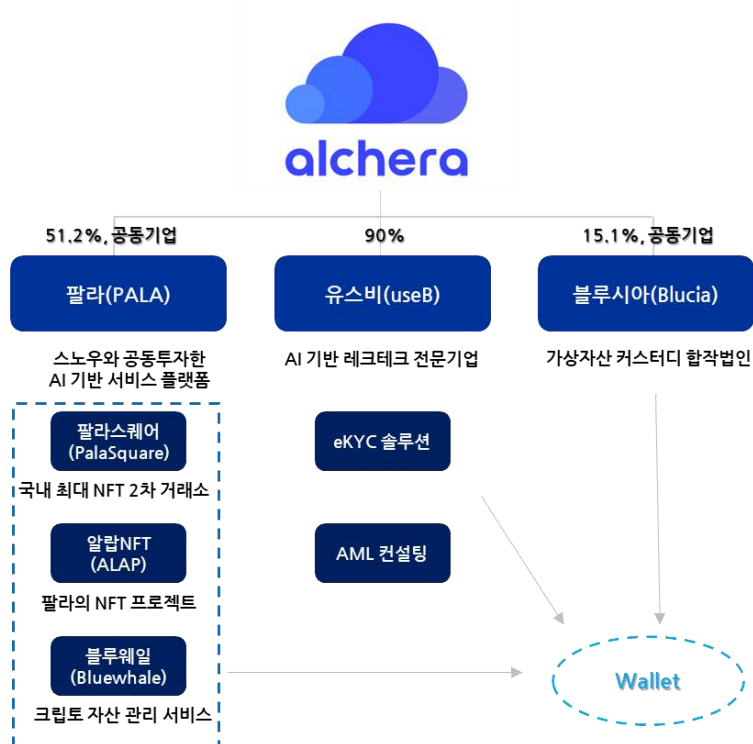 alchera
51.2%, 공동기업
90%
15.1%, 공동기업
팔라(PALA)
유스비(useB)
블루시아(Blucia)
스노우와 공동투자한
AI 기반 서비스 플랫폼
AI 기반 레크테크 전문기업
가상자산 커스터디 합작법인
팔라스퀘어
(PalaSquare)
국내 최대 NFT 2차 거래소
eKYC 솔루션
알랍NFT
(ALAP)
팔라의 NFT 프로젝트
AML 컨설팅
블루웨일
(Bluewhale)
크립토 자산 관리 서비스
Wallet